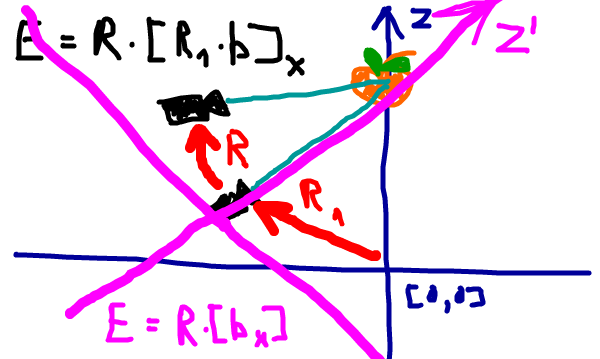 E = R·[R₁·b]ₓ
Z
Z'
R
R₁
[0,0]
E = R·[bₓ]